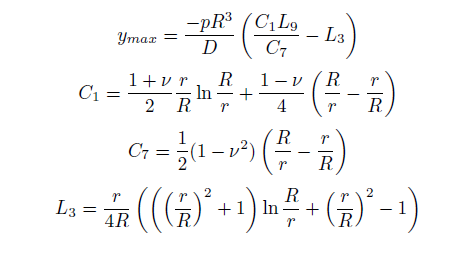 y_{max} = \frac{-pR^3}{D} \left( \frac{C_1 L_9}{C_7} - L_3 \right)
C_1 = \frac{1+\nu}{2} \frac{r}{R} \ln \frac{R}{r} + \frac{1-\nu}{4} \left( \frac{R}{r} - \frac{r}{R} \right)
C_7 = \frac{1}{2} (1 - \nu^2) \left( \frac{R}{r} - \frac{r}{R} \right)
L_3 = \frac{r}{4R} \left( \left( \left( \frac{r}{R} \right)^2 + 1 \right) \ln \frac{R}{r} + \left( \frac{r}{R} \right)^2 - 1 \right)